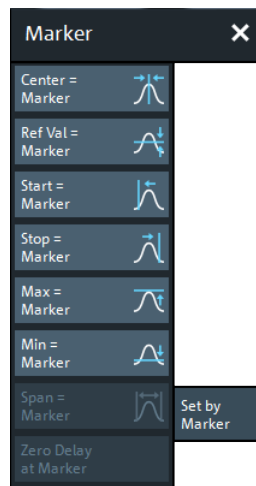 Marker
Center =
Marker
Ref Val =
Marker
Start =
Marker
Stop =
Marker
Max =
Marker
Min =
Marker
Span =
Marker
Set by
Marker
Zero Delay
at Marker